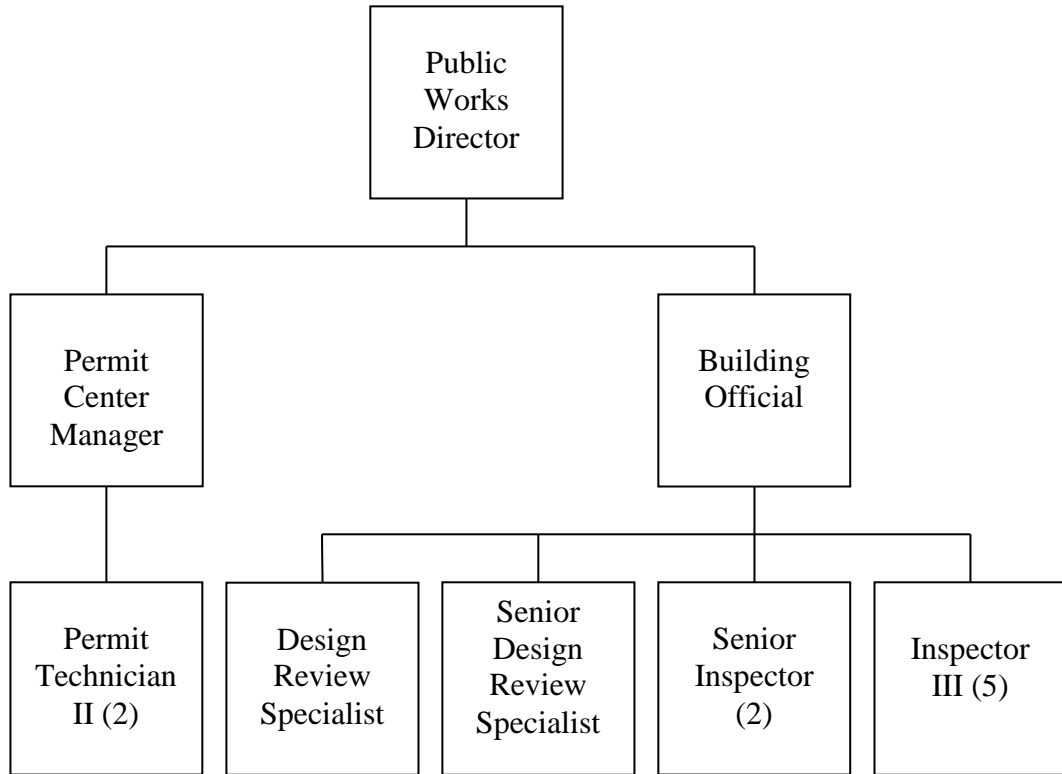 Public
Works
Director
Permit
Center
Manager
Building
Official
Permit
Technician
II (2)
Design
Review
Specialist
Senior
Design
Review
Specialist
Senior
Inspector
(2)
Inspector
III (5)